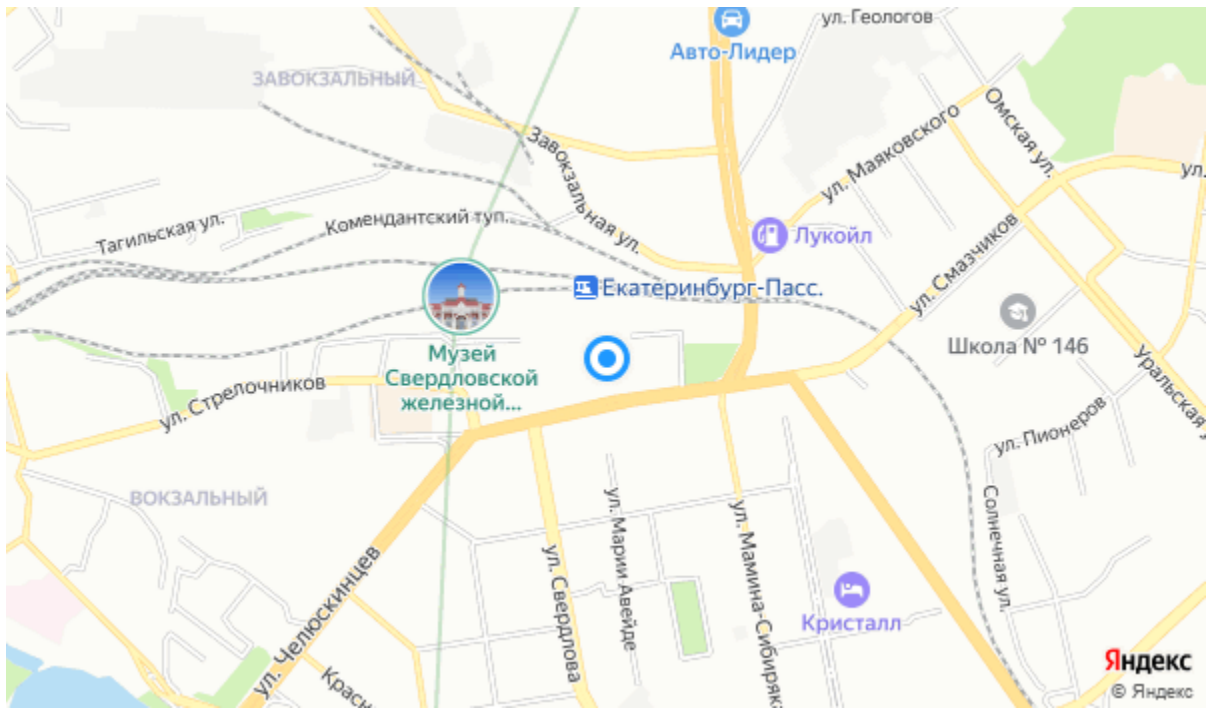 ул. Геологов
Авто-Лидер
ЗАВОКЗАЛЬНЫЙ
Омская ул.
ул. Маяковского
Завокзальная ул.
ул.
Тагильская ул.
Комендантский туп..
Лукойл
ул. Смазчиков
Екатеринбург-Пасс.
Школа № 146
Музей
Свердловской
железной...
Уральская у
ул. Стрелочников
ул. Пионеров
ВОКЗАЛЬНЫЙ
ул. Марии Авейде
ул. Мамина-Сибиряка
Солнечная ул.
ул. Свердлова
ул. Челюскинцев
Кристалл
Красн
Яндекс
© Яндекс